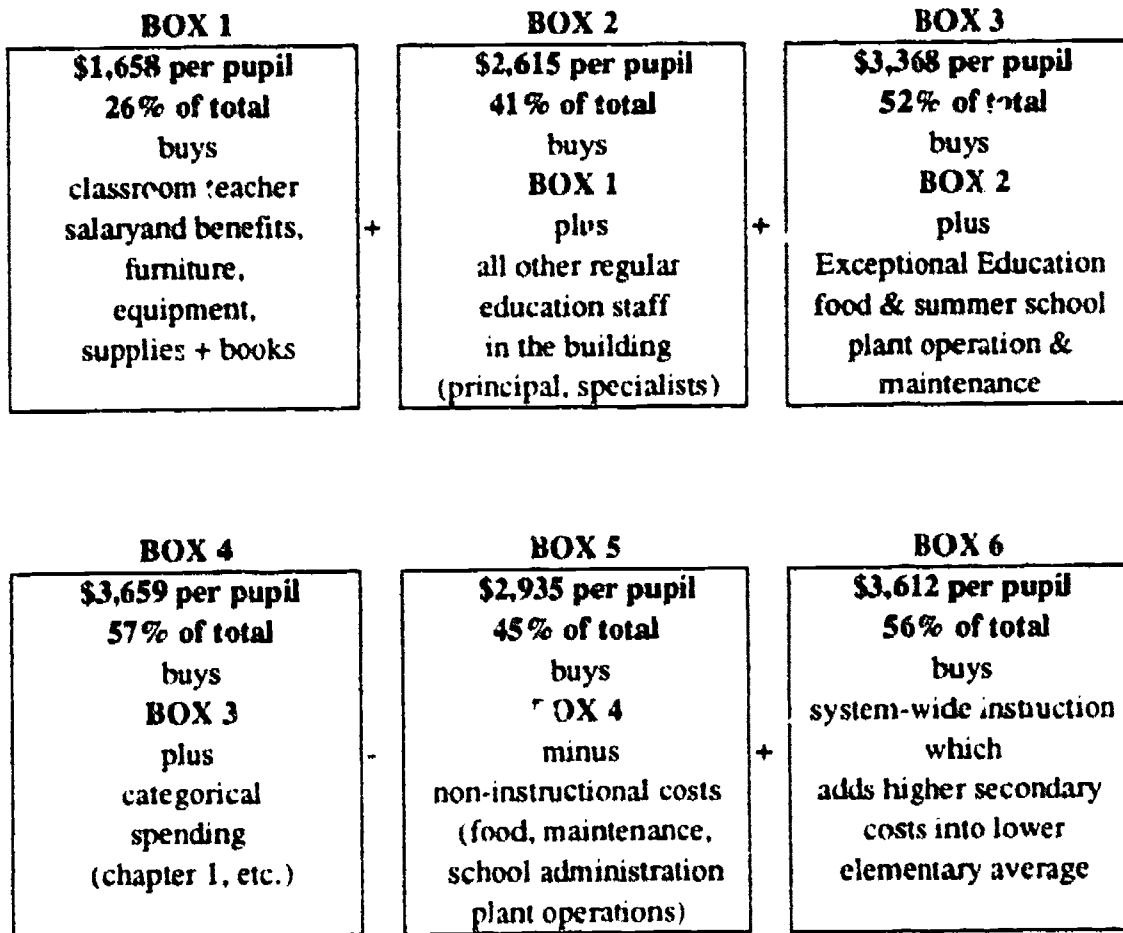 BOX 1
$1,658 per pupil
26% of total
buys
classroom teacher
salaryand benefits,
furniture,
equipment,
supplies + books
+
BOX 2
$2,615 per pupil
41% of total
buys
BOX 1
plus
all other regular
education staff
in the building
(principal, specialists)
+
BOX 3
$3,368 per pupil
52% of total
buys
BOX 2
plus
Exceptional Education
food & summer school
plant operation &
maintenance
BOX 4
$3,659 per pupil
57% of total
buys
BOX 3
plus
categorical
spending
(chapter 1, etc.)
-
BOX 5
$2,935 per pupil
45% of total
buys
BOX 4
minus
non-instructional costs
(food, maintenance,
school administration
plant operations)
+
BOX 6
$3,612 per pupil
56% of total
buys
system-wide instruction
which
adds higher secondary
costs into lower
elementary average